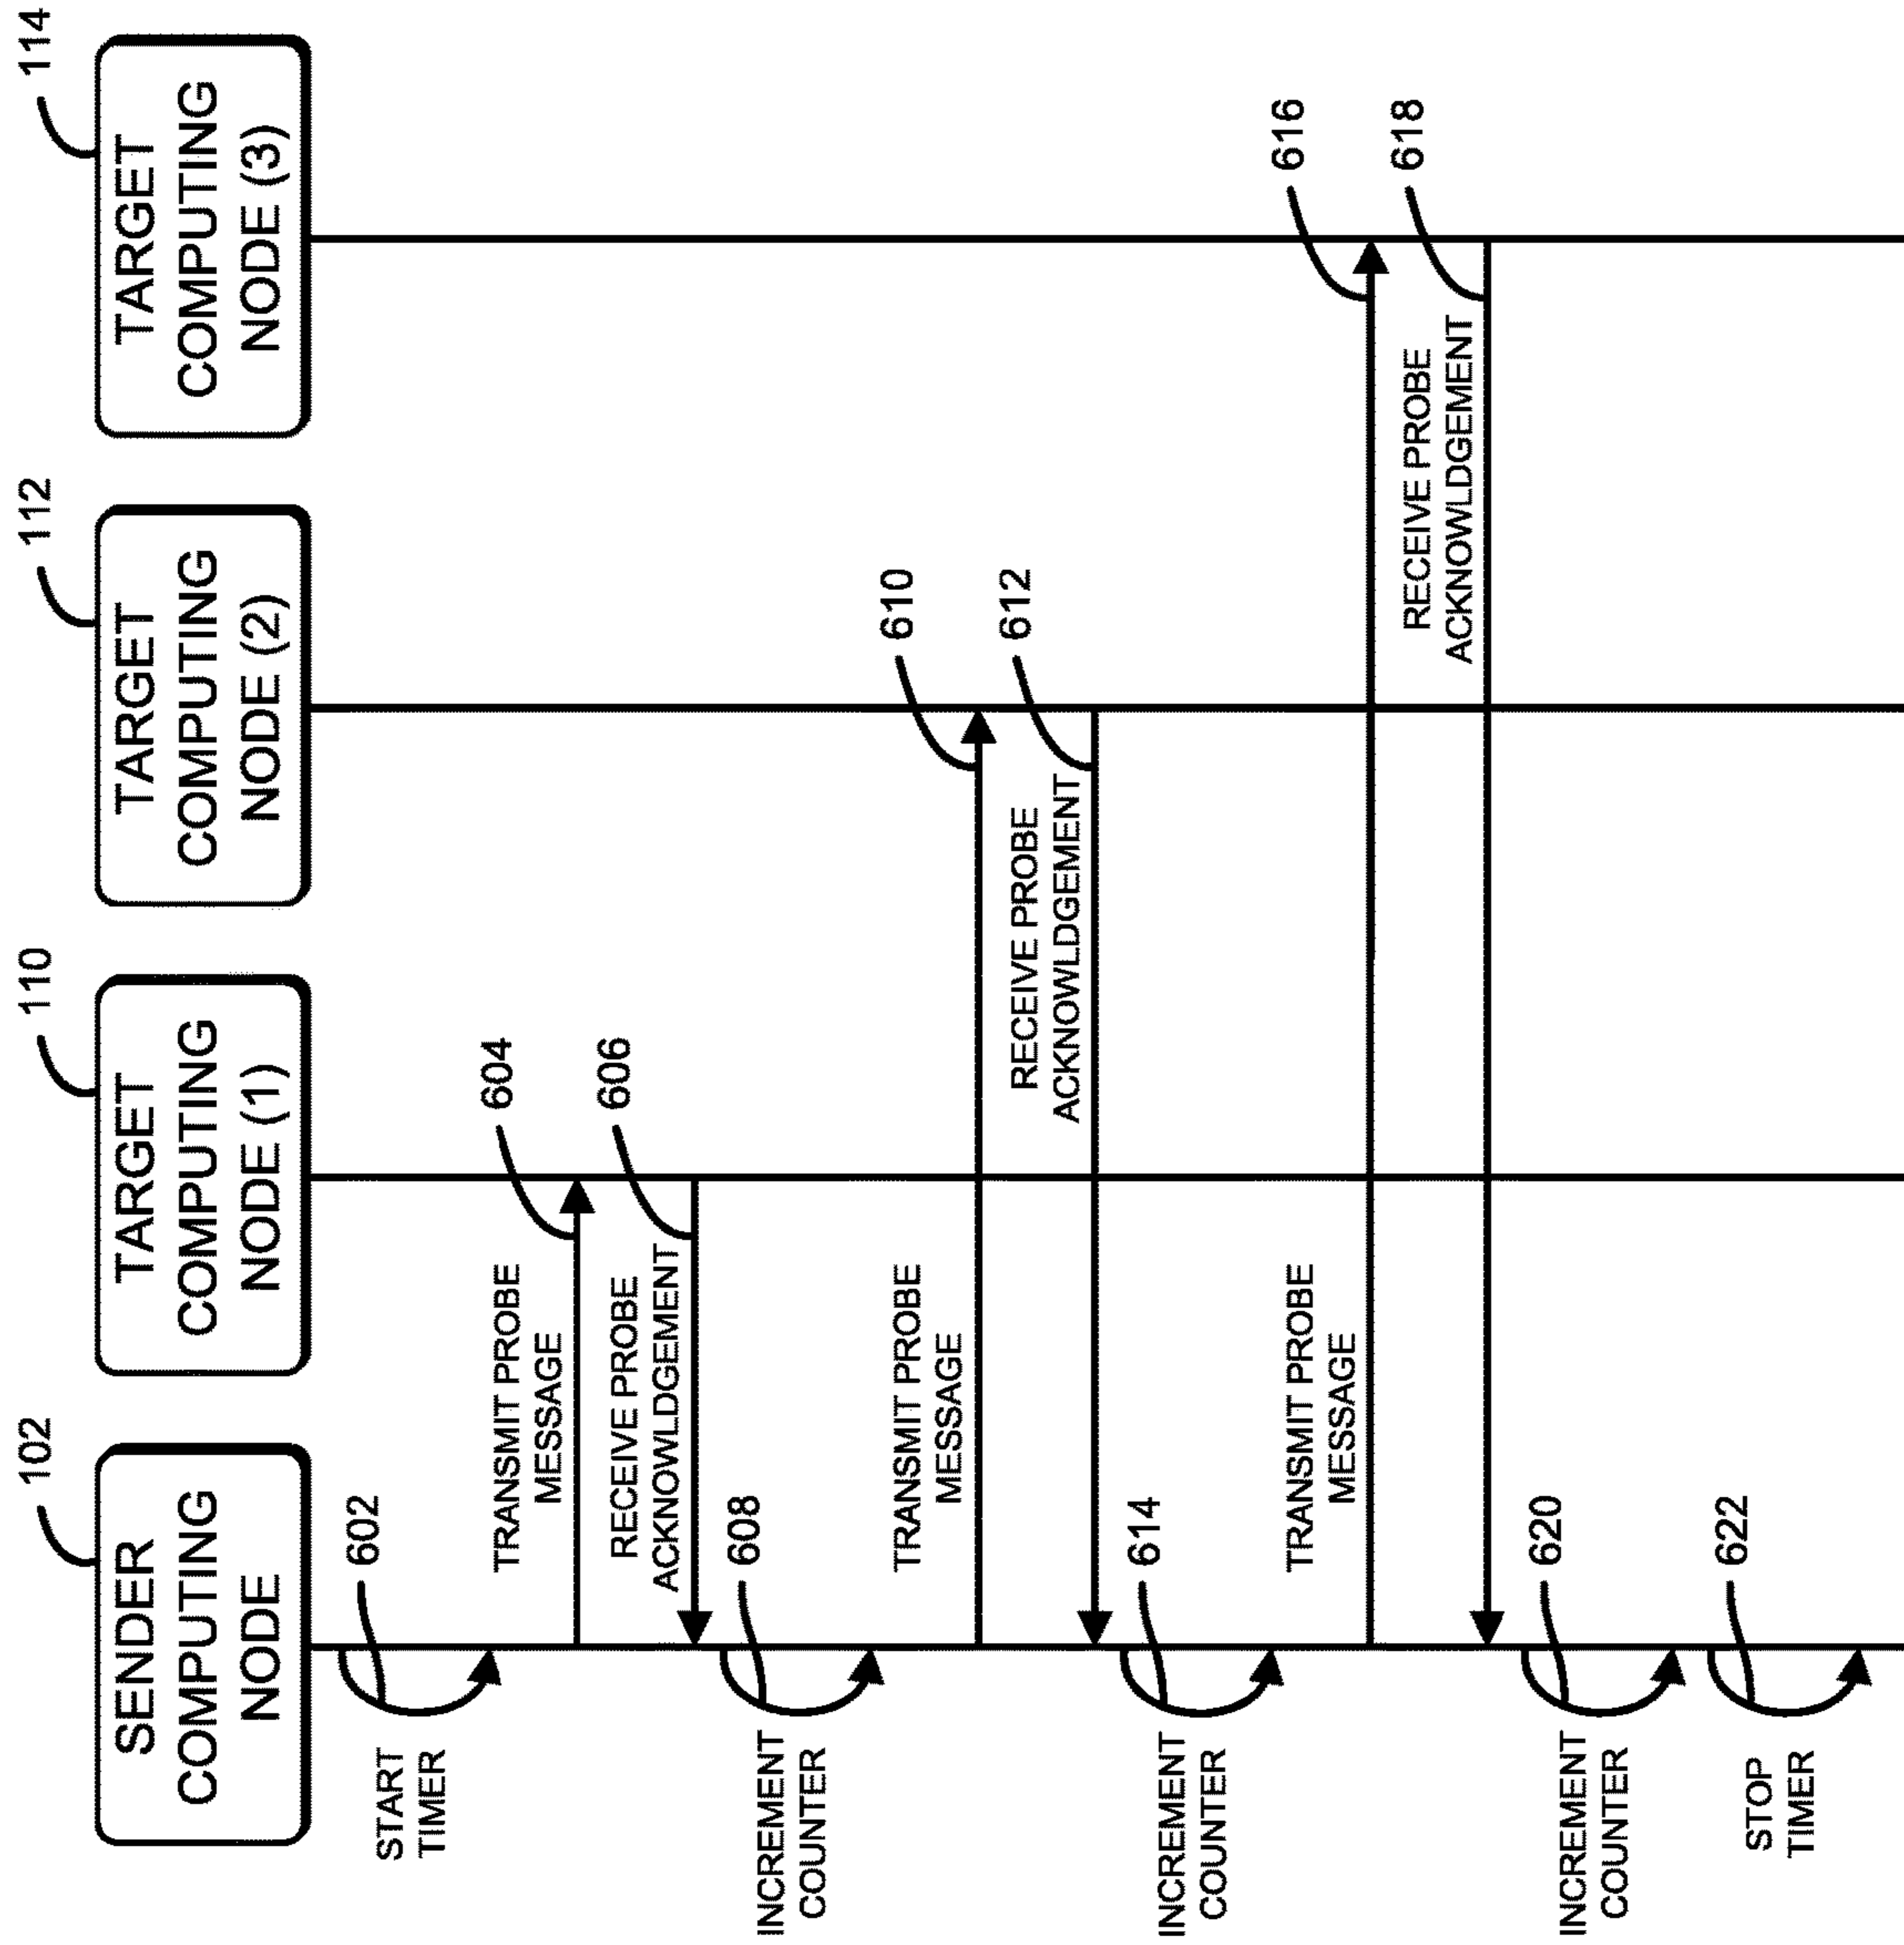 102
SENDER
COMPUTING
NODE
110
TARGET
COMPUTING
NODE (1)
112
TARGET
COMPUTING
NODE (2)
114
TARGET
COMPUTING
NODE (3)
START
TIMER
602
TRANSMIT PROBE
MESSAGE
604
RECEIVE PROBE
ACKNOWLDGEMENT
606
INCREMENT
COUNTER
608
TRANSMIT PROBE
MESSAGE
610
RECEIVE PROBE
ACKNOWLDGEMENT
612
INCREMENT
COUNTER
614
TRANSMIT PROBE
MESSAGE
616
RECEIVE PROBE
ACKNOWLDGEMENT
618
INCREMENT
COUNTER
620
STOP
TIMER
622